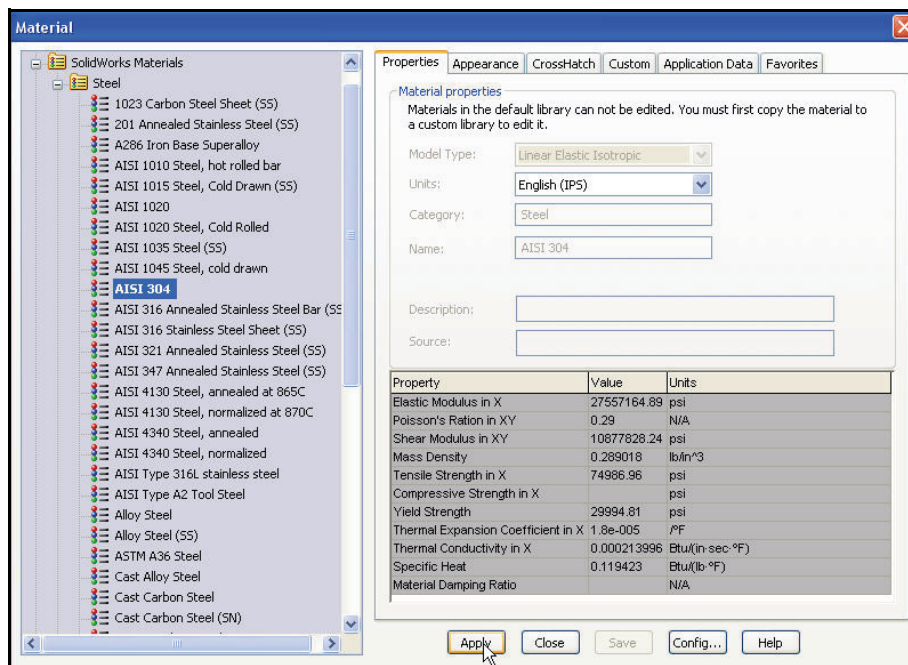 Material
SolidWorks Materials
Steel
1023 Carbon Steel Sheet (SS)
201 Annealed Stainless Steel (SS)
A286 Iron Base Superalloy
AISI 1010 Steel, hot rolled bar
AISI 1015 Steel, Cold Drawn (SS)
AISI 1020
AISI 1020 Steel, Cold Rolled
AISI 1035 Steel (SS)
AISI 1045 Steel, cold drawn
AISI 304
AISI 316 Annealed Stainless Steel Bar (SS
AISI 316 Stainless Steel Sheet (SS)
AISI 321 Annealed Stainless Steel (SS)
AISI 347 Annealed Stainless Steel (SS)
AISI 4130 Steel, annealed at 865C
AISI 4130 Steel, normalized at 870C
AISI 4340 Steel, annealed
AISI 4340 Steel, normalized
AISI Type 316L stainless steel
AISI Type A2 Tool Steel
Alloy Steel
Alloy Steel (SS)
ASTM A36 Steel
Cast Alloy Steel
Cast Carbon Steel
Cast Carbon Steel (SN)
Properties Appearance CrossHatch Custom Application Data Favorites
Material properties
Materials in the default library can not be edited. You must first copy the material to
a custom library to edit it.
Model Type: Linear Elastic Isotropic
Units: English (IPS)
Category: Steel
Name: AISI 304
Description:
Source:
Property Value Units
Elastic Modulus in X 27557164.89 psi
Poisson's Ration in XY 0.29 N/A
Shear Modulus in XY 10877828.24 psi
Mass Density 0.289018 lb/in^3
Tensile Strength in X 74986.96 psi
Compressive Strength in X psi
Yield Strength 29994.81 psi
Thermal Expansion Coefficient in X 1.8e-005 /°F
Thermal Conductivity in X 0.000213996 Btu/(in·sec·°F)
Specific Heat 0.119423 Btu/(lb·°F)
Material Damping Ratio N/A
Apply Close Save Config... Help